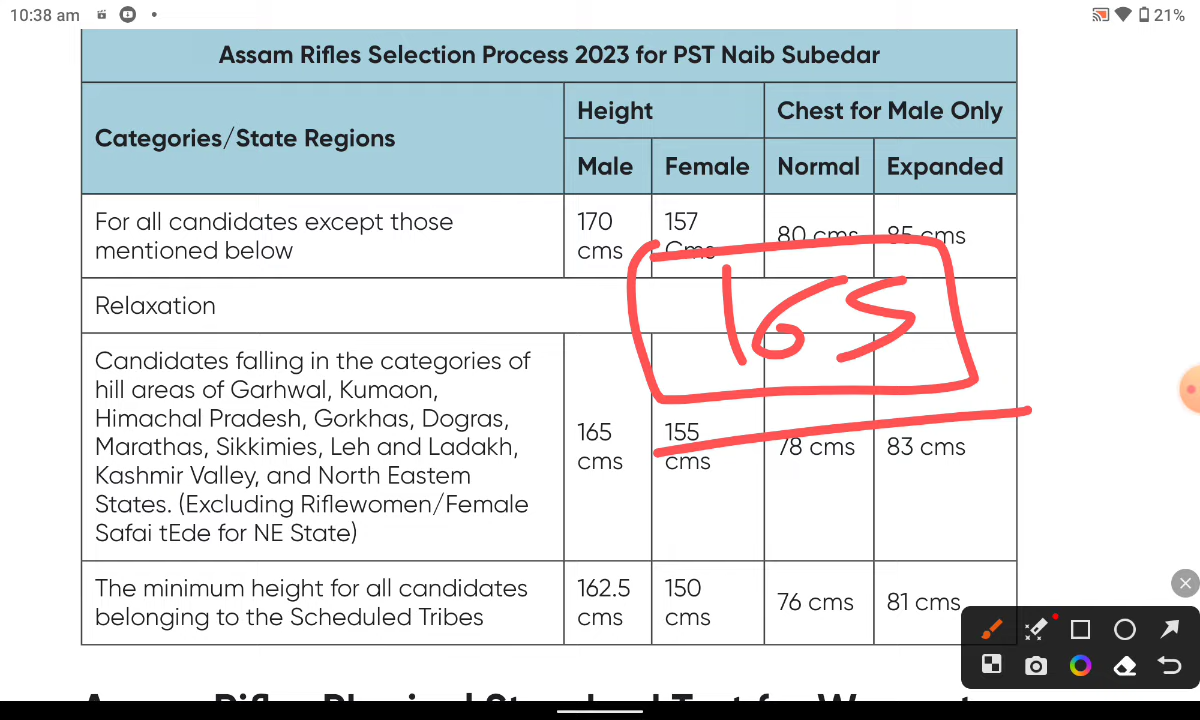 10:38 am
21%
Assam Rifles Selection Process 2023 for PST Naib Subedar
Categories/State Regions
Height
Chest for Male Only
Male
Female
Normal
Expanded
For all candidates except those
mentioned below
170
cms
157
Cms
80 cms
85 cms
Relaxation
165
Candidates falling in the categories of
hill areas of Garhwal, Kumaon,
Himachal Pradesh, Gorkhas, Dogras,
Marathas, Sikkimies, Leh and Ladakh,
Kashmir Valley, and North Eastem
States. (Excluding Riflewomen/Female
Safai tEde for NE State)
165
cms
155
cms
78 cms
83 cms
The minimum height for all candidates
belonging to the Scheduled Tribes
162.5
cms
150
cms
76 cms
81 cms